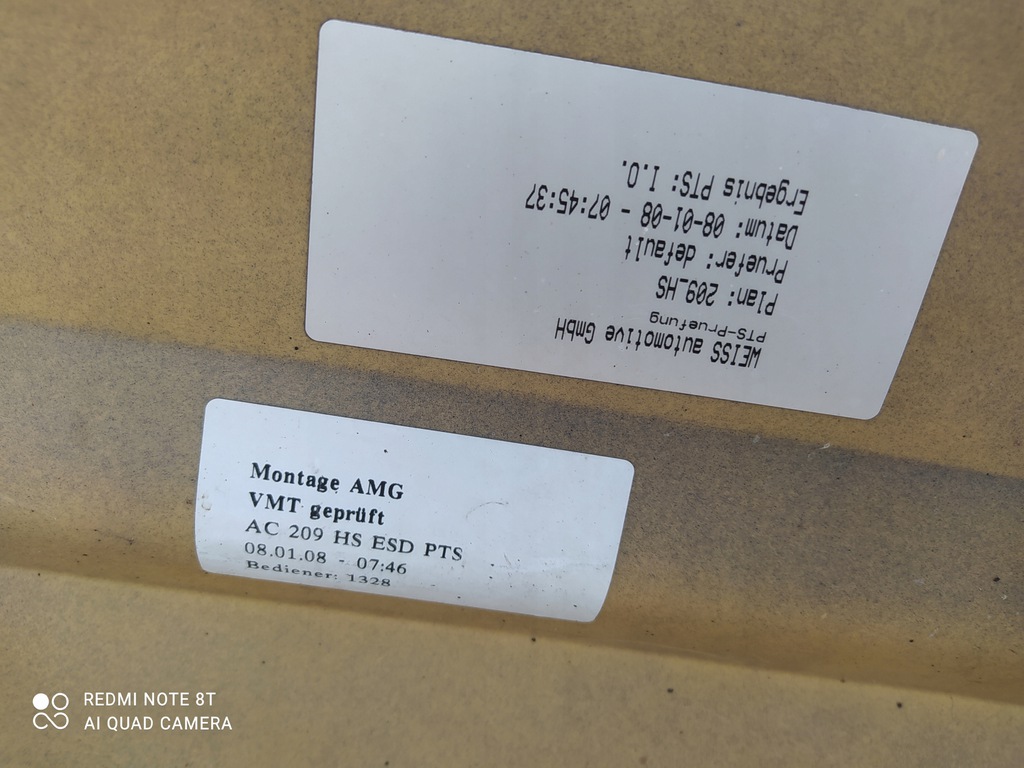 WEISS automotive GmbH
PTS-Pruefung
Plan: 209_HS
Pruefer: default
Datum: 08-01-08 - 07:45:37
Ergebnis PTS: I.O.
Montage AMG
VMT geprüft
AC 209 HS ESD PTS
08.01.08 - 07:46
Bediener: 1328
REDMI NOTE 8T
AI QUAD CAMERA